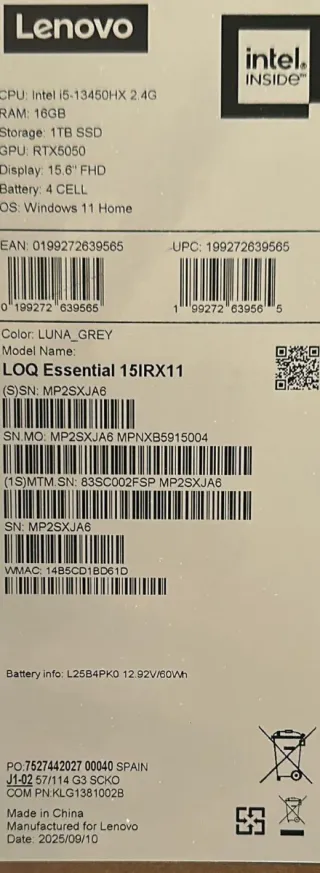 Lenovo
intel.
INSIDE™
CPU: Intel i5-13450HX 2.4G
RAM: 16GB
Storage: 1TB SSD
GPU: RTX5050
Display: 15.6" FHD
Battery: 4 CELL
OS: Windows 11 Home
EAN: 0199272639565
UPC: 199272639565
0 199272 639565
1 99272 63956 5
Color: LUNA_GREY
Model Name:
LOQ Essential 15IRX11
(S)SN: MP2SXJA6
SN.MO: MP2SXJA6 MPNXB5915004
(1S)MTM.SN: 83SC002FSP MP2SXJA6
SN: MP2SXJA6
WMAC: 14B5CD1BD61D
Battery info: L25B4PK0 12.92V/60Wh
PO:7527442027 00040 SPAIN
J1-02 57/114 G3 SCKO
COM PN:KLG1381002B
Made in China
Manufactured for Lenovo
Date: 2025/09/10